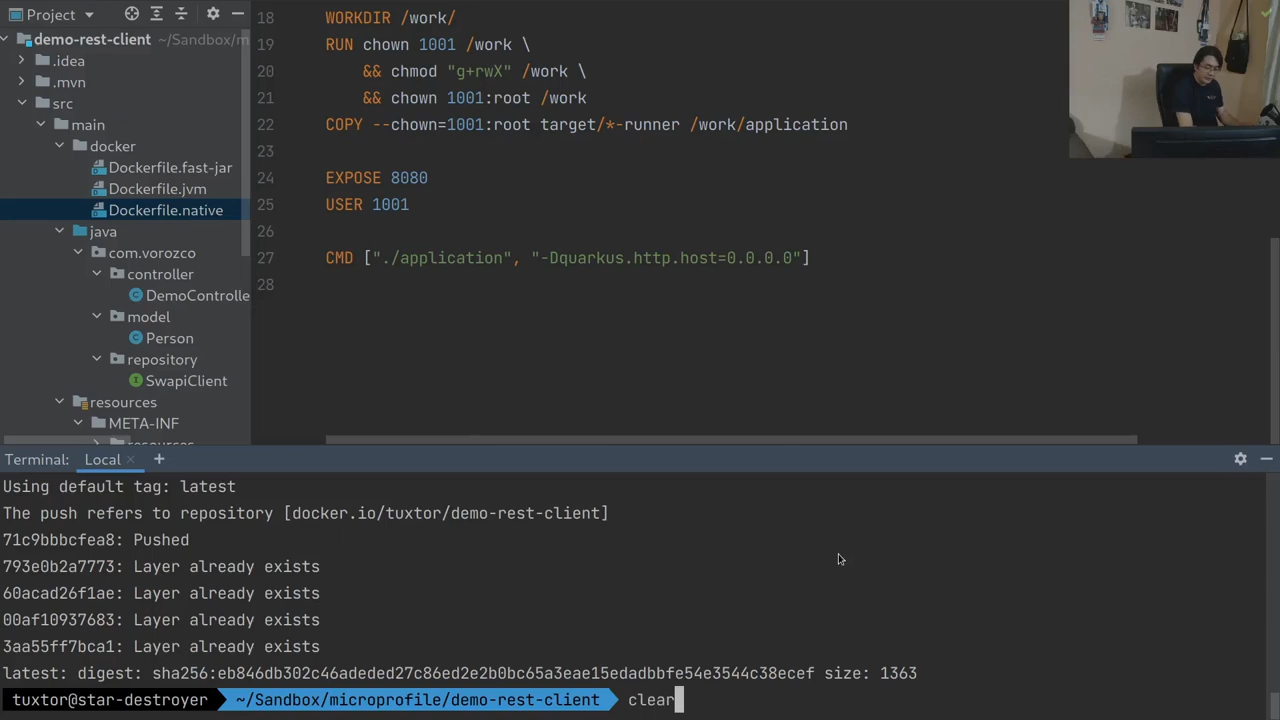 Project
demo-rest-client ~/Sandbox/m
.idea
.mvn
src
main
docker
Dockerfile.fast-jar
Dockerfile.jvm
Dockerfile.native
java
com.vorozco
controller
DemoControlle
model
Person
repository
SwapiClient
resources
META-INF
resources
18 WORKDIR /work/
19 RUN chown 1001 /work \
20 && chmod "g+rwX" /work \
21 && chown 1001:root /work
22 COPY --chown=1001:root target/*-runner /work/application
23
24 EXPOSE 8080
25 USER 1001
26
27 CMD ["./application", "-Dquarkus.http.host=0.0.0.0"]
28
Terminal: Local × +
Using default tag: latest
The push refers to repository [docker.io/tuxtor/demo-rest-client]
71c9bbbcfea8: Pushed
793e0b2a7773: Layer already exists
60acad26f1ae: Layer already exists
00af10937683: Layer already exists
3aa55ff7bca1: Layer already exists
latest: digest: sha256:eb846db302c46adeded27c86ed2e2b0bc65a3eae15edadbbfe54e3544c38ecef size: 1363
tuxtor@star-destroyer ~/Sandbox/microprofile/demo-rest-client clear